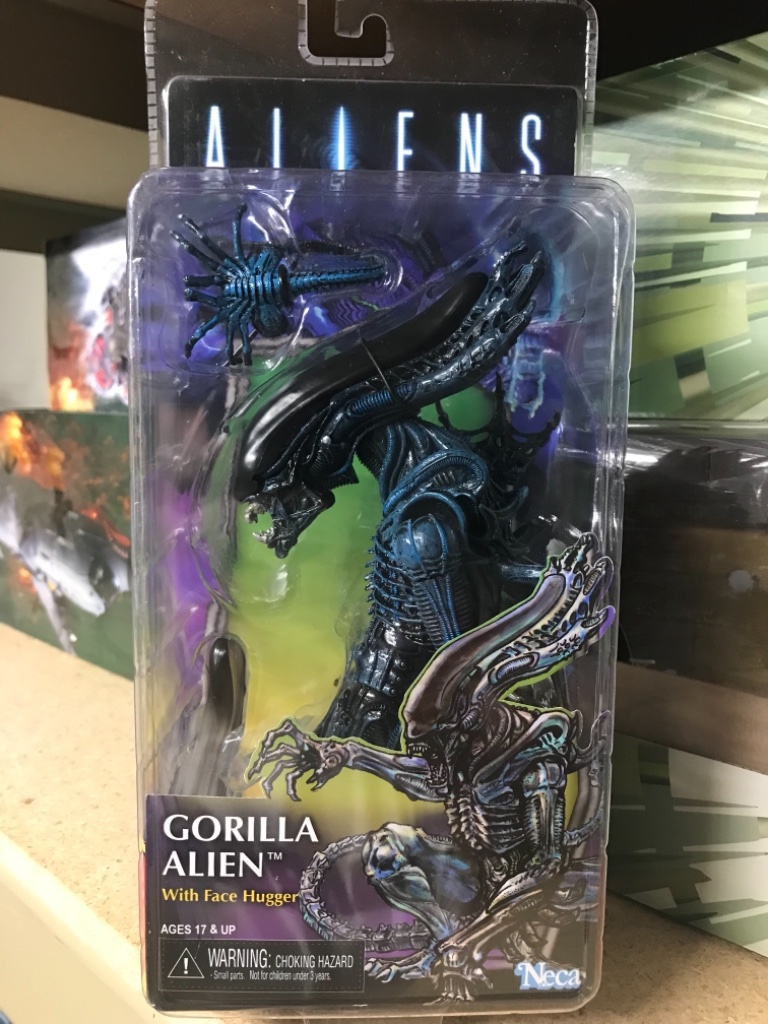 ALIENS
GORILLA
ALIEN™
With Face Hugger
AGES 17 & UP
WARNING: CHOKING HAZARD
- Small parts. Not for children under 3 years.
Neca